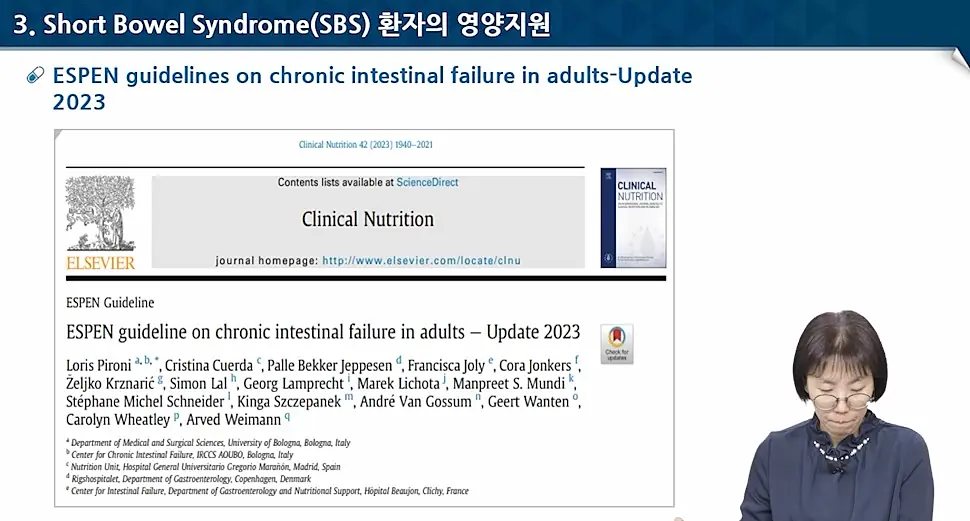 3. Short Bowel Syndrome(SBS) 환자의 영양지원
ESPEN guidelines on chronic intestinal failure in adults-Update
2023
Clinical Nutrition 42 (2023) 1940–2021
Contents lists available at ScienceDirect
Clinical Nutrition
journal homepage: http://www.elsevier.com/locate/clnu
ELSEVIER
CLINICAL
NUTRITION
ESPEN Guideline
ESPEN guideline on chronic intestinal failure in adults – Update 2023
Check for
updates
Loris Pironi a, b, *, Cristina Cuerda c, Palle Bekker Jeppesen d, Francisca Joly e, Cora Jonkers f,
Željko Krznarić g, Simon Lal h, Georg Lamprecht i, Marek Lichota j, Manpreet S. Mundi k,
Stéphane Michel Schneider l, Kinga Szczepanek m, André Van Gossum n, Geert Wanten o,
Carolyn Wheatley p, Arved Weimann q
a Department of Medical and Surgical Sciences, University of Bologna, Bologna, Italy
b Center for Chronic Intestinal Failure, IRCCS AOUBO, Bologna, Italy
c Nutrition Unit, Hospital General Universitario Gregorio Marañón, Madrid, Spain
d Rigshospitalet, Department of Gastroenterology, Copenhagen, Denmark
e Center for Intestinal Failure, Department of Gastroenterology and Nutritional Support, Hôpital Beaujon, Clichy, France